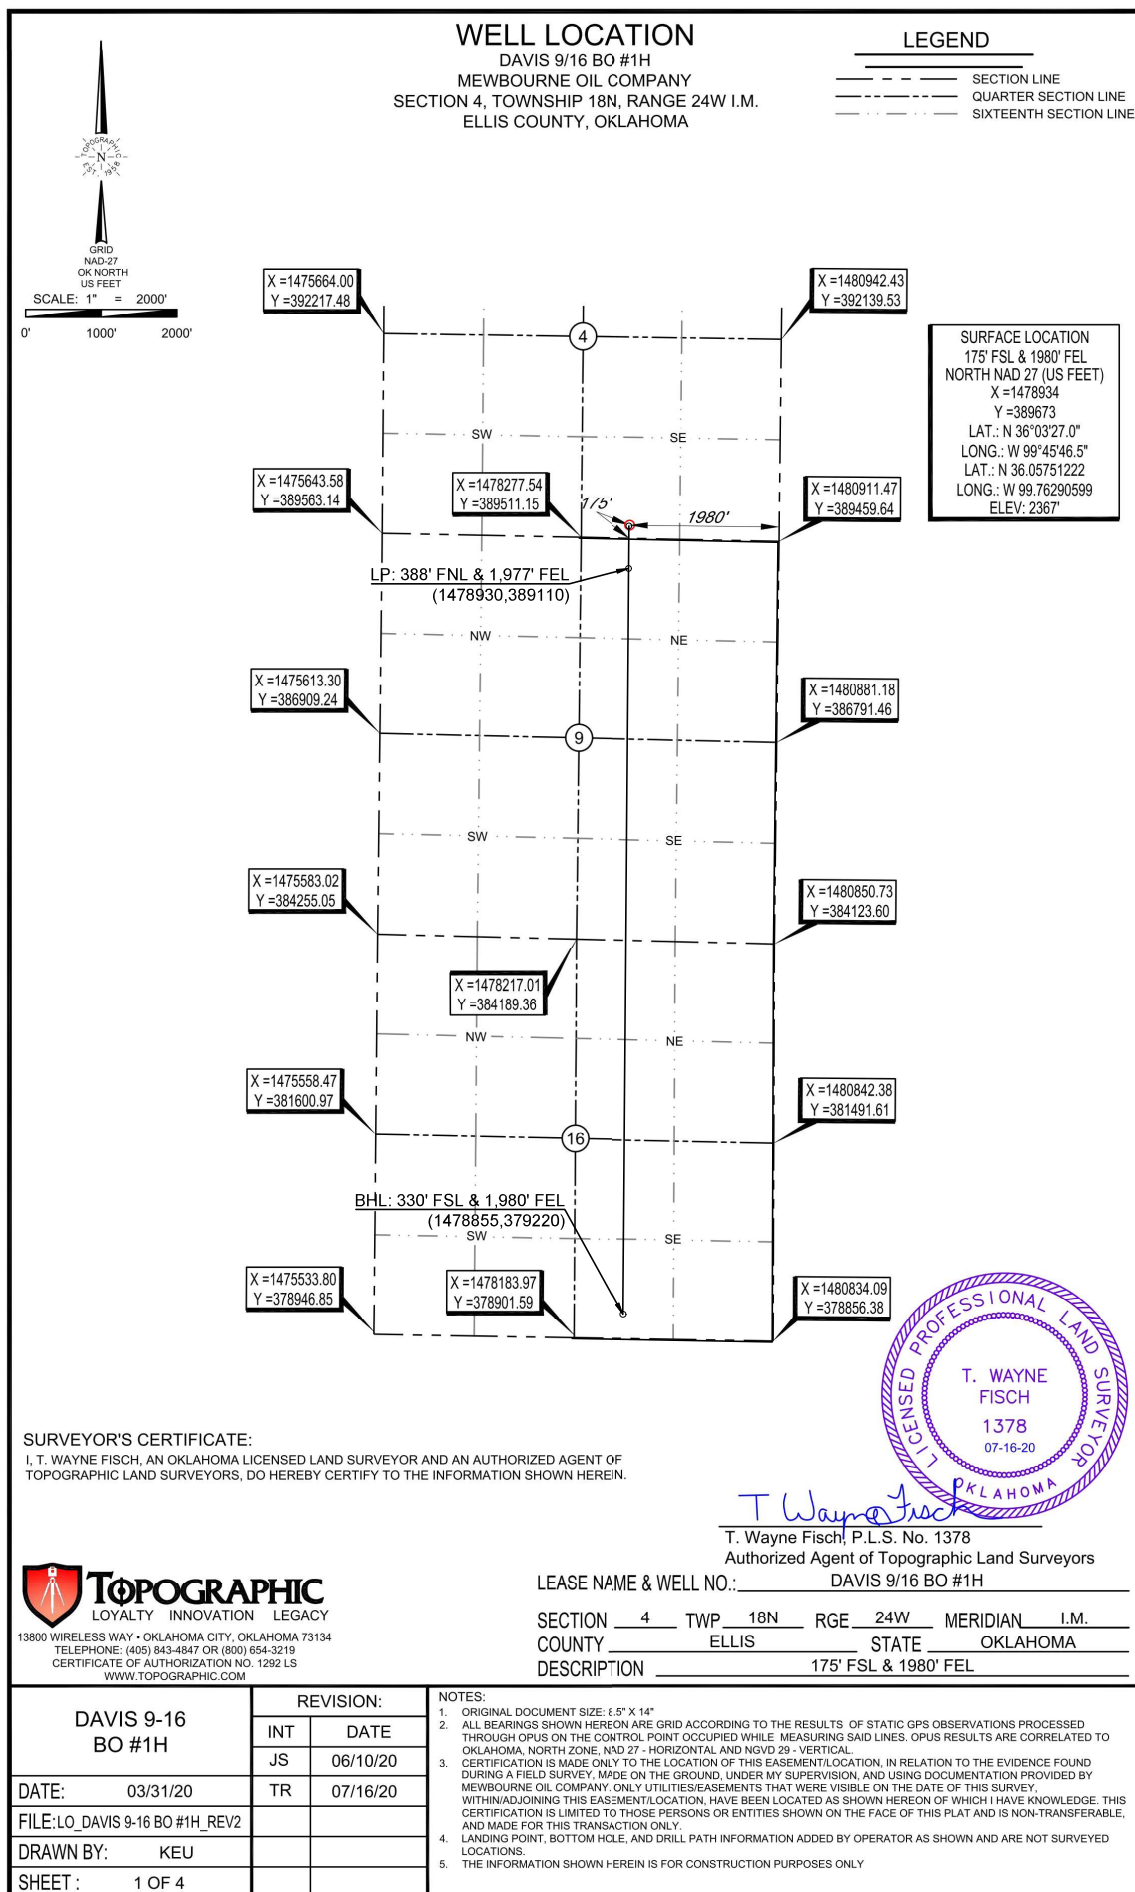 WELL LOCATION
DAVIS 9/16 BO #1H
MEWBOURNE OIL COMPANY
SECTION 4, TOWNSHIP 18N, RANGE 24W I.M.
ELLIS COUNTY, OKLAHOMA
LEGEND
SECTION LINE
QUARTER SECTION LINE
SIXTEENTH SECTION LINE
TOPOGRAPHIC
N
EST. 1958
GRID
NAD-27
OK NORTH
US FEET
SCALE: 1" = 2000'
0' 1000' 2000'
X =1475664.00
Y =392217.48
X =1480942.43
Y =392139.53
4
SURFACE LOCATION
175' FSL & 1980' FEL
NORTH NAD 27 (US FEET)
X =1478934
Y =389673
LAT.: N 36°03'27.0"
LONG.: W 99°45'46.5"
LAT.: N 36.05751222
LONG.: W 99.76290599
ELEV: 2367'
SW SE
X =1475643.58
Y =389563.14
X =1478277.54
Y =389511.15
175'
1980'
X =1480911.47
Y =389459.64
LP: 388' FNL & 1,977' FEL
(1478930,389110)
NW NE
X =1475613.30
Y =386909.24
X =1480881.18
Y =386791.46
9
SW SE
X =1475583.02
Y =384255.05
X =1480850.73
Y =384123.60
X =1478217.01
Y =384189.36
NW NE
X =1475558.47
Y =381600.97
X =1480842.38
Y =381491.61
16
BHL: 330' FSL & 1,980' FEL
(1478855,379220)
SW SE
X =1475533.80
Y =378946.85
X =1478183.97
Y =378901.59
X =1480834.09
Y =378856.38
LICENSED PROFESSIONAL LAND SURVEYOR
T. WAYNE
FISCH
1378
07-16-20
OKLAHOMA
SURVEYOR'S CERTIFICATE:
I, T. WAYNE FISCH, AN OKLAHOMA LICENSED LAND SURVEYOR AND AN AUTHORIZED AGENT OF
TOPOGRAPHIC LAND SURVEYORS, DO HEREBY CERTIFY TO THE INFORMATION SHOWN HEREIN.
T Wayne Fisch
T. Wayne Fisch, P.L.S. No. 1378
Authorized Agent of Topographic Land Surveyors
TOPOGRAPHIC
LOYALTY INNOVATION LEGACY
13800 WIRELESS WAY • OKLAHOMA CITY, OKLAHOMA 73134
TELEPHONE: (405) 843-4847 OR (800) 654-3219
CERTIFICATE OF AUTHORIZATION NO. 1292 LS
WWW.TOPOGRAPHIC.COM
LEASE NAME & WELL NO.: DAVIS 9/16 BO #1H
SECTION 4 TWP 18N RGE 24W MERIDIAN I.M.
COUNTY ELLIS STATE OKLAHOMA
DESCRIPTION 175' FSL & 1980' FEL
DAVIS 9-16
BO #1H
DATE: 03/31/20
FILE:LO_DAVIS 9-16 BO #1H_REV2
DRAWN BY: KEU
SHEET : 1 OF 4
REVISION:
INT DATE
JS 06/10/20
TR 07/16/20
NOTES:
1. ORIGINAL DOCUMENT SIZE: 8.5" X 14"
2. ALL BEARINGS SHOWN HEREON ARE GRID ACCORDING TO THE RESULTS OF STATIC GPS OBSERVATIONS PROCESSED
THROUGH OPUS ON THE CONTROL POINT OCCUPIED WHILE MEASURING SAID LINES. OPUS RESULTS ARE CORRELATED TO
OKLAHOMA, NORTH ZONE, NAD 27 - HORIZONTAL AND NGVD 29 - VERTICAL.
3. CERTIFICATION IS MADE ONLY TO THE LOCATION OF THIS EASEMENT/LOCATION, IN RELATION TO THE EVIDENCE FOUND
DURING A FIELD SURVEY, MADE ON THE GROUND, UNDER MY SUPERVISION, AND USING DOCUMENTATION PROVIDED BY
MEWBOURNE OIL COMPANY. ONLY UTILITIES/EASEMENTS THAT WERE VISIBLE ON THE DATE OF THIS SURVEY,
WITHIN/ADJOINING THIS EASEMENT/LOCATION, HAVE BEEN LOCATED AS SHOWN HEREON OF WHICH I HAVE KNOWLEDGE. THIS
CERTIFICATION IS LIMITED TO THOSE PERSONS OR ENTITIES SHOWN ON THE FACE OF THIS PLAT AND IS NON-TRANSFERABLE,
AND MADE FOR THIS TRANSACTION ONLY.
4. LANDING POINT, BOTTOM HOLE, AND DRILL PATH INFORMATION ADDED BY OPERATOR AS SHOWN AND ARE NOT SURVEYED
LOCATIONS.
5. THE INFORMATION SHOWN HEREIN IS FOR CONSTRUCTION PURPOSES ONLY